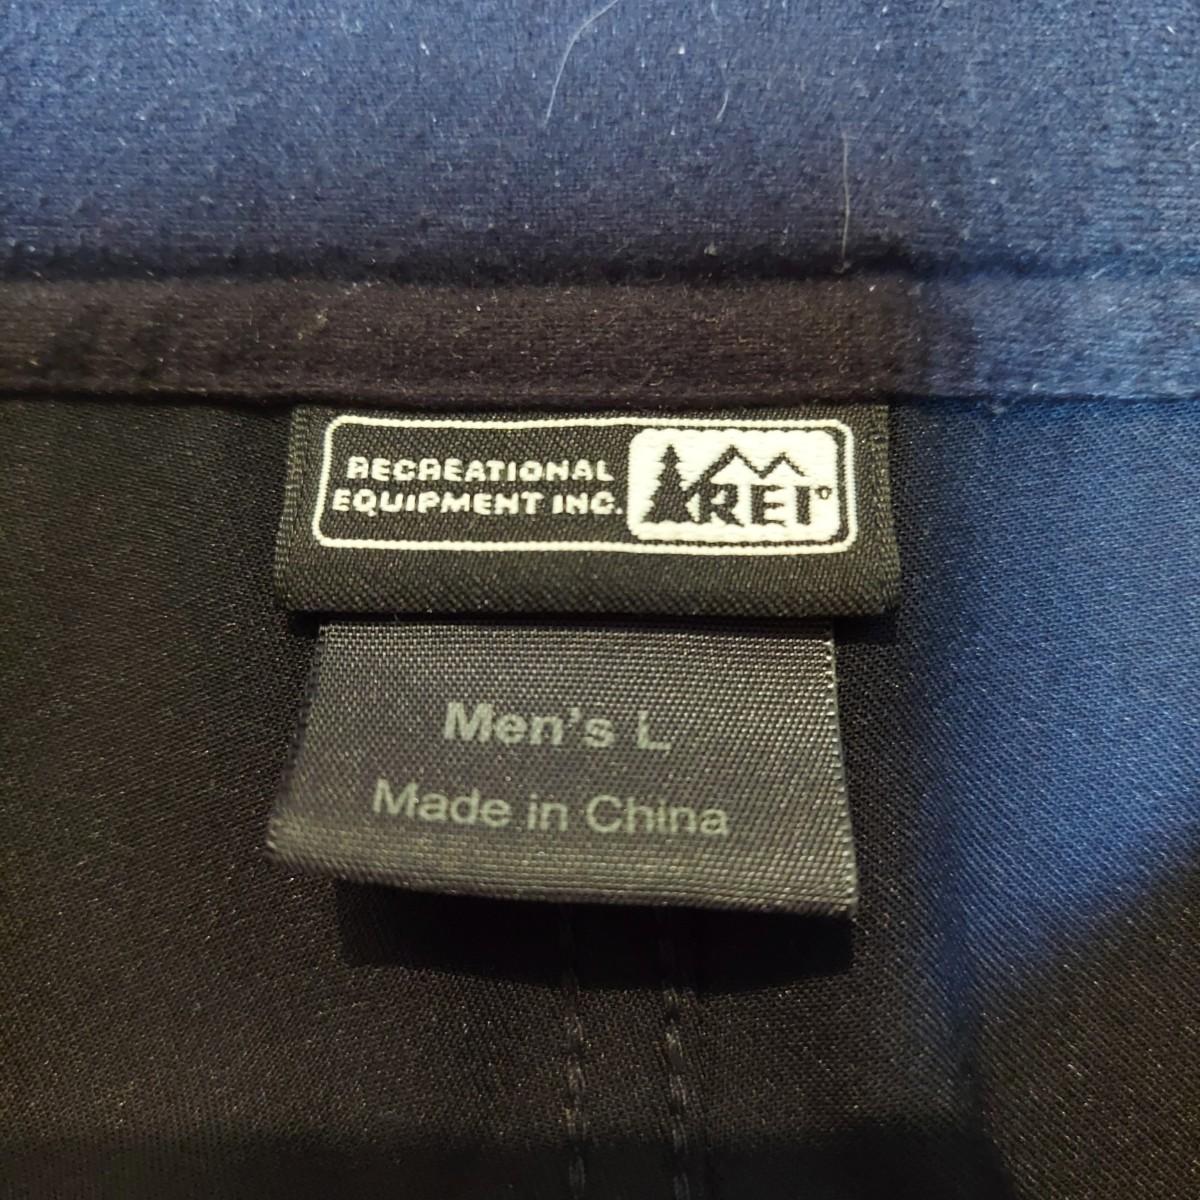 RECREATIONAL
EQUIPMENT INC.
REI®
Men's L
Made in China